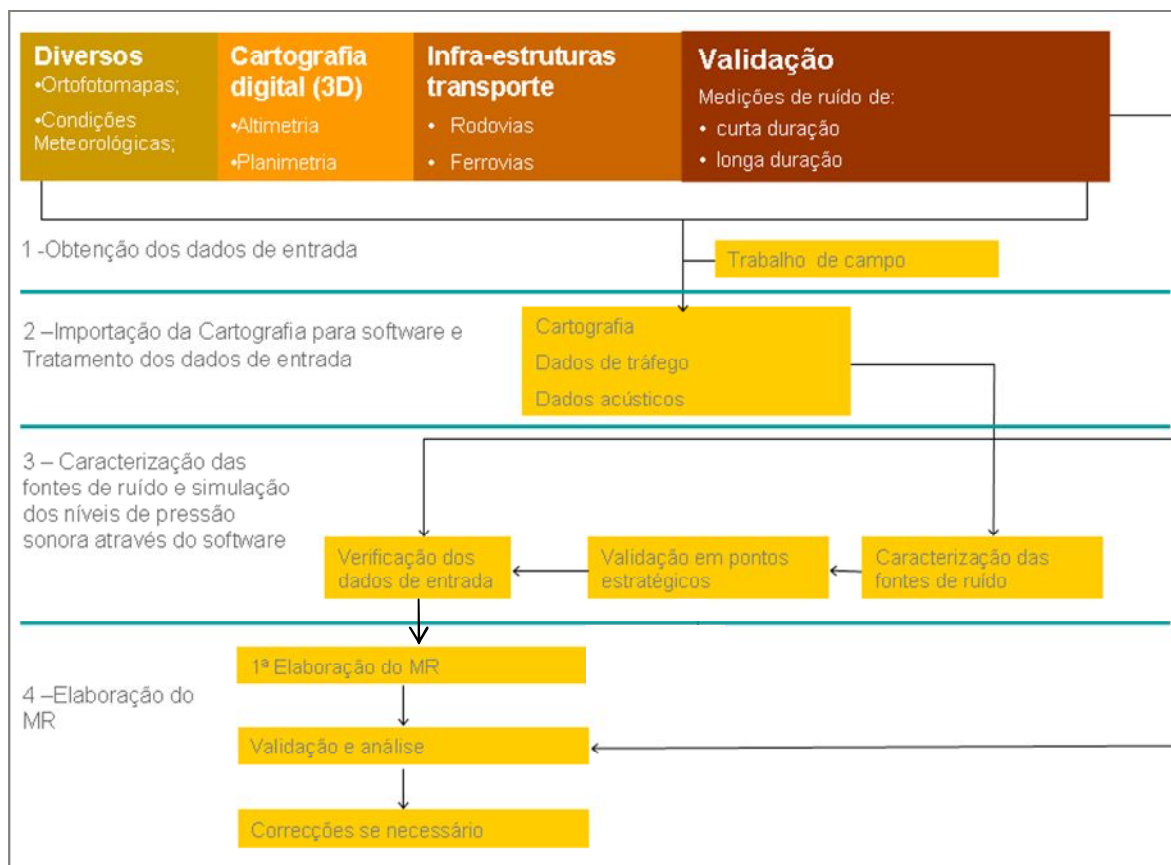 Diversos
•Ortofotomapas;
•Condições
Meteorológicas;
Cartografia
digital (3D)
•Altimetria
•Planimetria
Infra-estruturas
transporte
• Rodovias
• Ferrovias
Validação
Medições de ruído de:
• curta duração
• longa duração
1 -Obtenção dos dados de entrada
Trabalho de campo
2 –Importação da Cartografia para software e
Tratamento dos dados de entrada
Cartografia
Dados de tráfego
Dados acústicos
3 – Caracterização das
fontes de ruído e simulação
dos níveis de pressão
sonora através do software
Verificação dos
dados de entrada
Validação em pontos
estratégicos
Caracterização das
fontes de ruído
4 –Elaboração do
MR
1ª Elaboração do MR
Validação e análise
Correcções se necessário